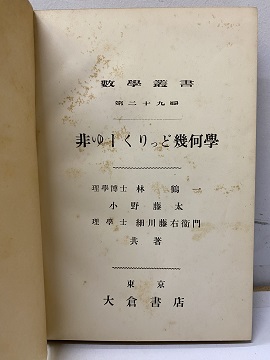 數學叢書
第二十九編
非ゆーくりっど幾何學
理學博士 林 鶴一
小野藤太
理學士 細川藤右衞門
共著
東京
大倉書店